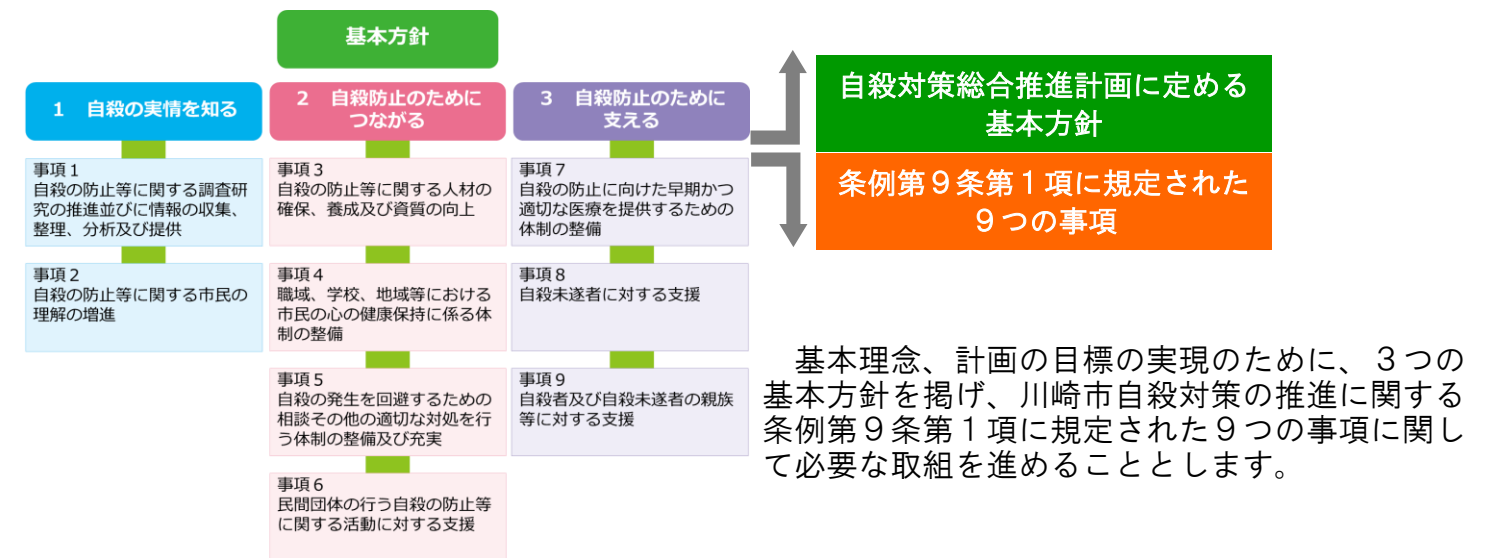 基本方針
1 自殺の実情を知る
2 自殺防止のために
つながる
3 自殺防止のために
支える
事項1
自殺の防止等に関する調査研
究の推進並びに情報の収集、
整理、分析及び提供
事項2
自殺の防止等に関する市民の
理解の増進
事項3
自殺の防止等に関する人材の
確保、養成及び資質の向上
事項4
職域、学校、地域等における
市民の心の健康保持に係る体
制の整備
事項5
自殺の発生を回避するための
相談その他の適切な対処を行
う体制の整備及び充実
事項6
民間団体の行う自殺の防止等
に関する活動に対する支援
事項7
自殺の防止に向けた早期かつ
適切な医療を提供するための
体制の整備
事項8
自殺未遂者に対する支援
事項9
自殺者及び自殺未遂者の親族
等に対する支援
自殺対策総合推進計画に定める
基本方針
条例第9条第1項に規定された
9つの事項
基本理念、計画の目標の実現のために、3つの
基本方針を掲げ、川崎市自殺対策の推進に関する
条例第9条第1項に規定された9つの事項に関し
て必要な取組を進めることとします。